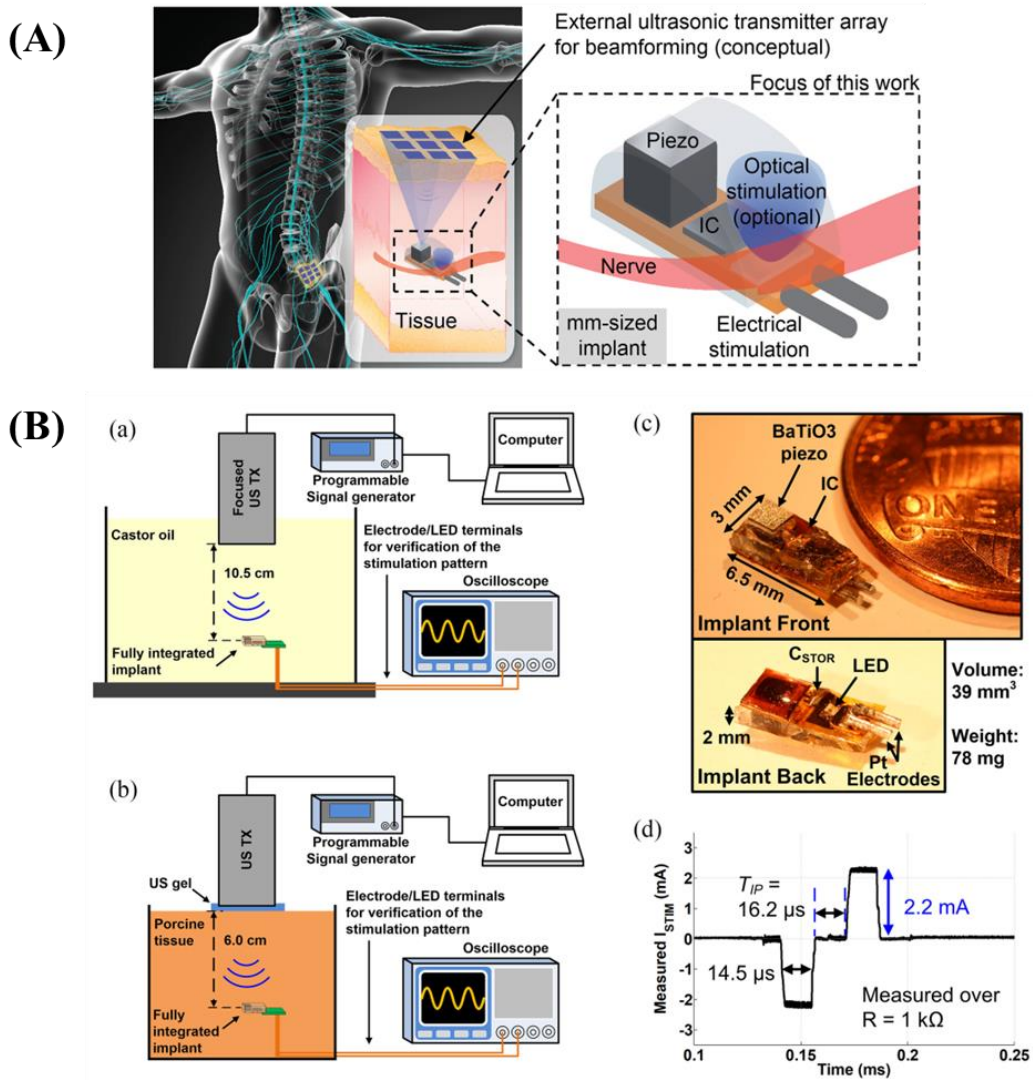 (A)
External ultrasonic transmitter array
for beamforming (conceptual)
Focus of this work
Piezo
Optical
stimulation
(optional)
IC
Nerve
Tissue
mm-sized
implant
Electrical
stimulation
(B)
(a)
Focused
US TX
Programmable
Signal generator
Computer
Castor oil
10.5 cm
Electrode/LED terminals
for verification of the
stimulation pattern
Oscilloscope
Fully integrated
implant
(b)
US TX
Programmable
Signal generator
Computer
US gel
Porcine
tissue
6.0 cm
Electrode/LED terminals
for verification of the
stimulation pattern
Oscilloscope
Fully
integrated
implant
(c)
BaTiO3
piezo
IC
3 mm
6.5 mm
ONE
Implant Front
CSTOR
LED
2 mm
Pt
Electrodes
Implant Back
Volume:
39 mm³
Weight:
78 mg
(d)
Measured ISTIM (mA)
3
2
1
0
-1
-2
-3
TIP =
16.2 µs
14.5 µs
2.2 mA
Measured over
R = 1 kΩ
0.1
0.15
0.2
0.25
Time (ms)